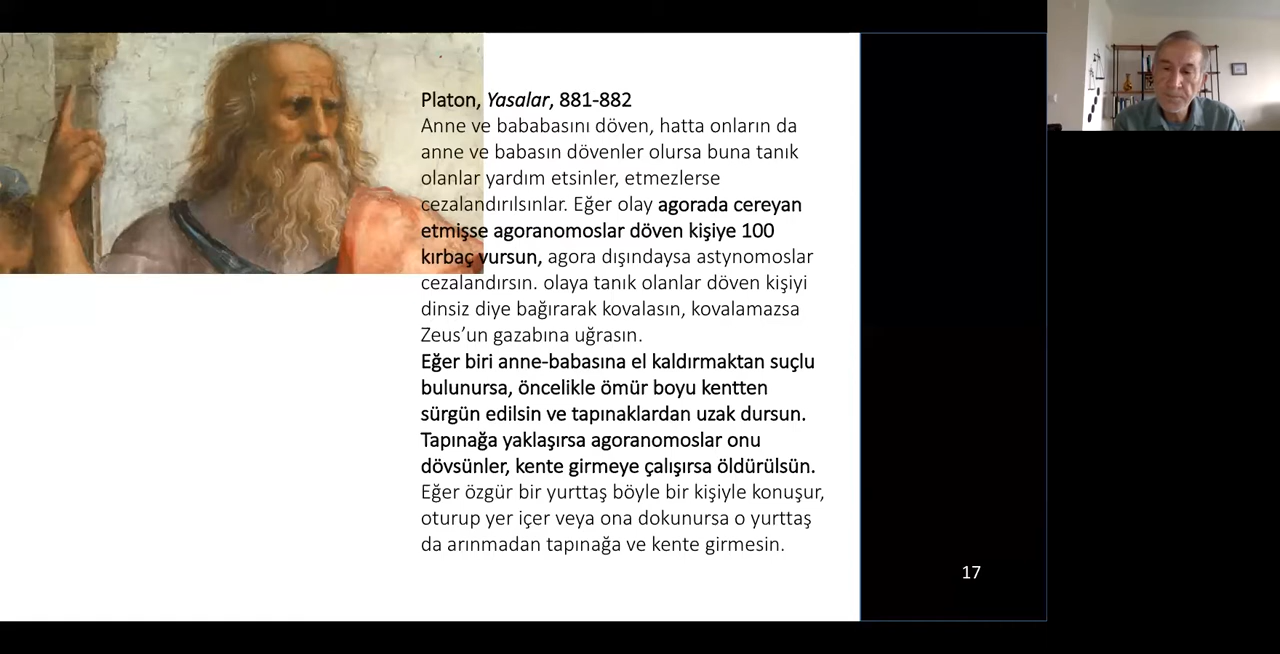 Platon, Yasalar, 881-882
Anne ve bababasını döven, hatta onların da
anne ve babasın dövenler olursa buna tanık
olanlar yardım etsinler, etmezlerse
cezalandırılsınlar. Eğer olay agorada cereyan
etmişse agoranomoslar döven kişiye 100
kırbaç vursun, agora dışındaysa astynomoslar
cezalandırsın. olaya tanık olanlar döven kişiyi
dinsiz diye bağırarak kovalasın, kovalamazsa
Zeus’un gazabına uğrasın.
Eğer biri anne-babasına el kaldırmaktan suçlu
bulunursa, öncelikle ömür boyu kentten
sürgün edilsin ve tapınaklardan uzak dursun.
Tapınağa yaklaşırsa agoranomoslar onu
dövsünler, kente girmeye çalışırsa öldürülsün.
Eğer özgür bir yurttaş böyle bir kişiyle konuşur,
oturup yer içer veya ona dokunursa o yurttaş
da arınmadan tapınağa ve kente girmesin.
17